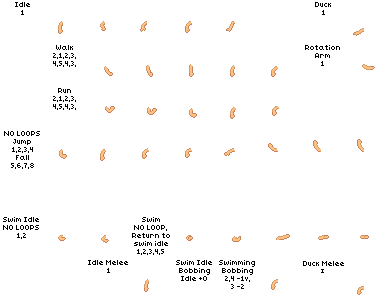 Idle
1
Duck
1
Walk
2,1,2,3,
4,5,4,3,
Rotation
Arm
1
Run
2,1,2,3,
4,5,4,3,
NO LOOPS
Jump
1,2,3,4
Fall
5,6,7,8
Swim Idle
NO LOOPS
1,2
Swim
NO LOOP,
Return to
swim idle
1,2,3,4,5
Idle Melee
1
Swim Idle
Bobbing
Idle +0
Swimming
Bobbing
2,4 -1v,
3 -2
Duck Melee
1